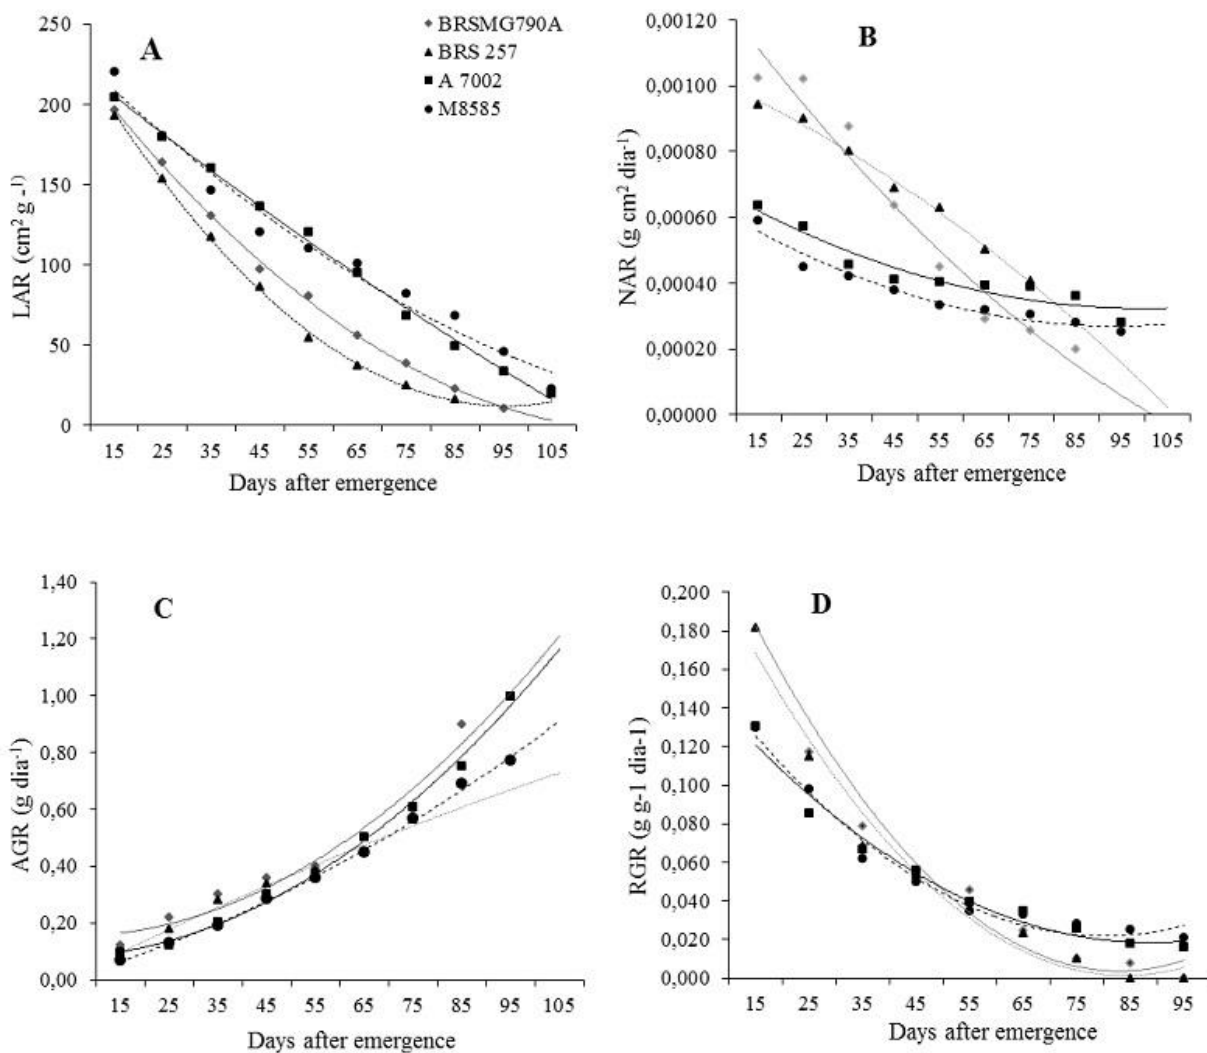 A
BRSMG790A
BRS 257
A 7002
M8585
250
200
150
100
50
0
LAR (cm² g -¹)
15 25 35 45 55 65 75 85 95 105
Days after emergence
B
0,00120
0,00100
0,00080
0,00060
0,00040
0,00020
0,00000
NAR (g cm² dia⁻¹)
15 25 35 45 55 65 75 85 95 105
Days after emergence
C
1,40
1,20
1,00
0,80
0,60
0,40
0,20
0,00
AGR (g dia⁻¹)
15 25 35 45 55 65 75 85 95 105
Days after emergence
D
0,200
0,180
0,160
0,140
0,120
0,100
0,080
0,060
0,040
0,020
0,000
RGR (g g-1 dia-1)
15 25 35 45 55 65 75 85 95
Days after emergence